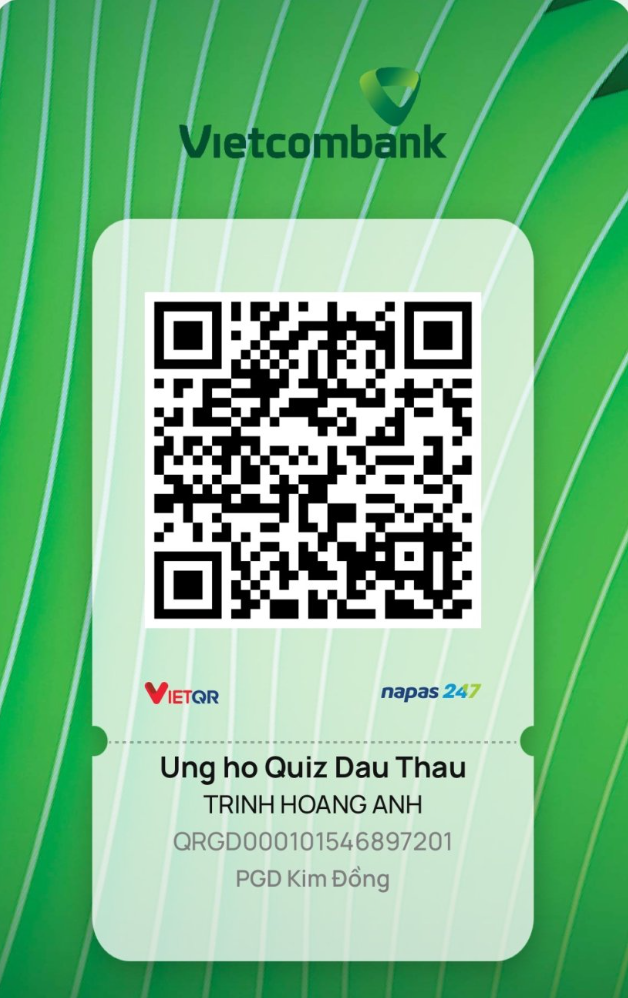 Vietcombank
VIETQR
napas 247
Ung ho Quiz Dau Thau
TRINH HOANG ANH
QRGD000101546897201
PGD Kim Đồng